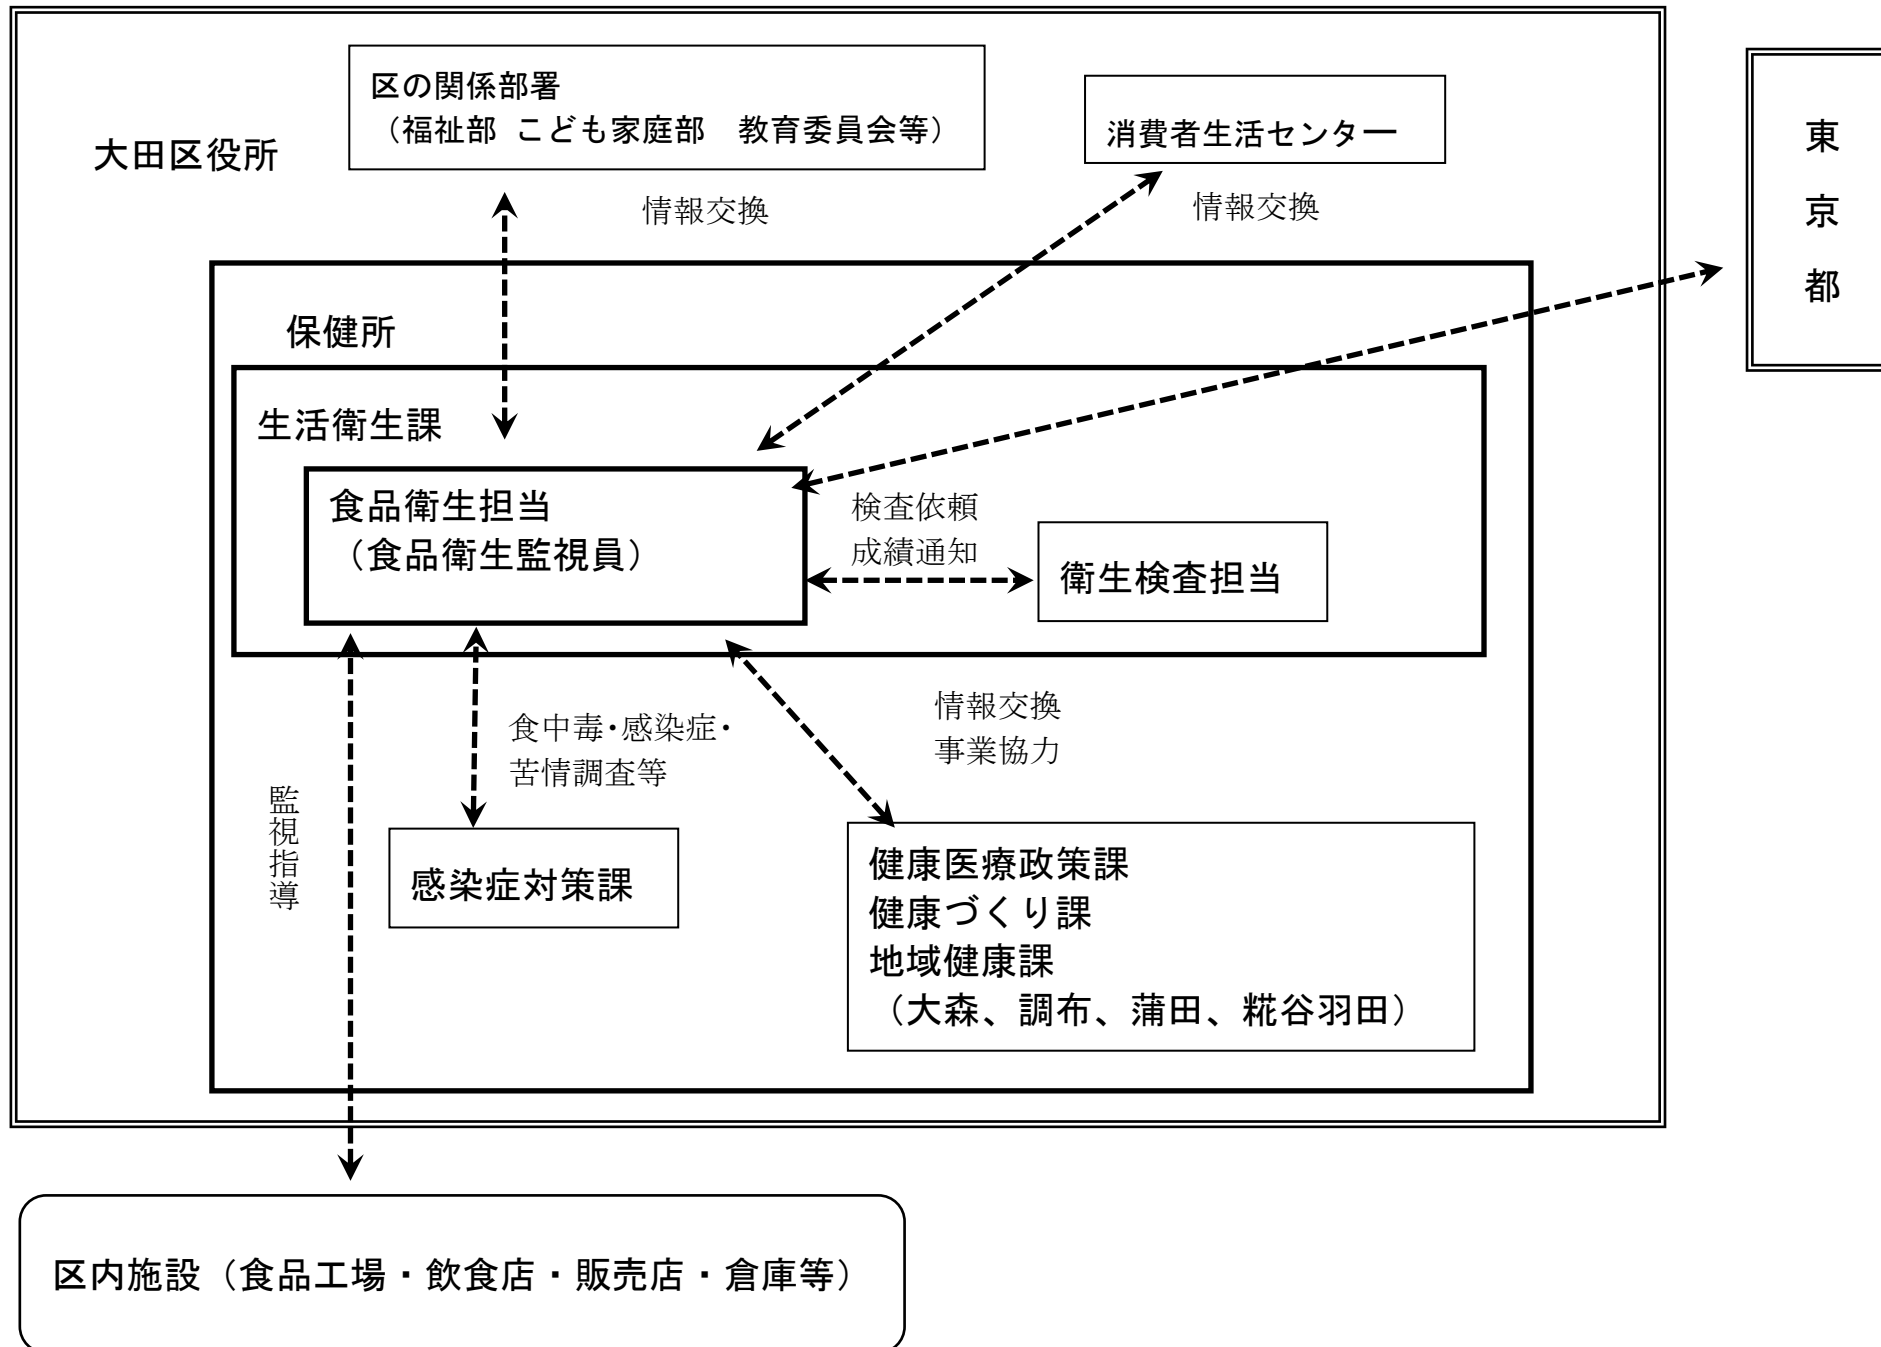 区の関係部署
（福祉部 こども家庭部　教育委員会等）
消費者生活センター
大田区役所
情報交換
情報交換
東京都
保健所
生活衛生課
食品衛生担当
（食品衛生監視員）
検査依頼
成績通知
衛生検査担当
食中毒・感染症・
苦情調査等
情報交換
事業協力
監視指導
感染症対策課
健康医療政策課
健康づくり課
地域健康課
（大森、調布、蒲田、糀谷羽田）
区内施設（食品工場・飲食店・販売店・倉庫等）